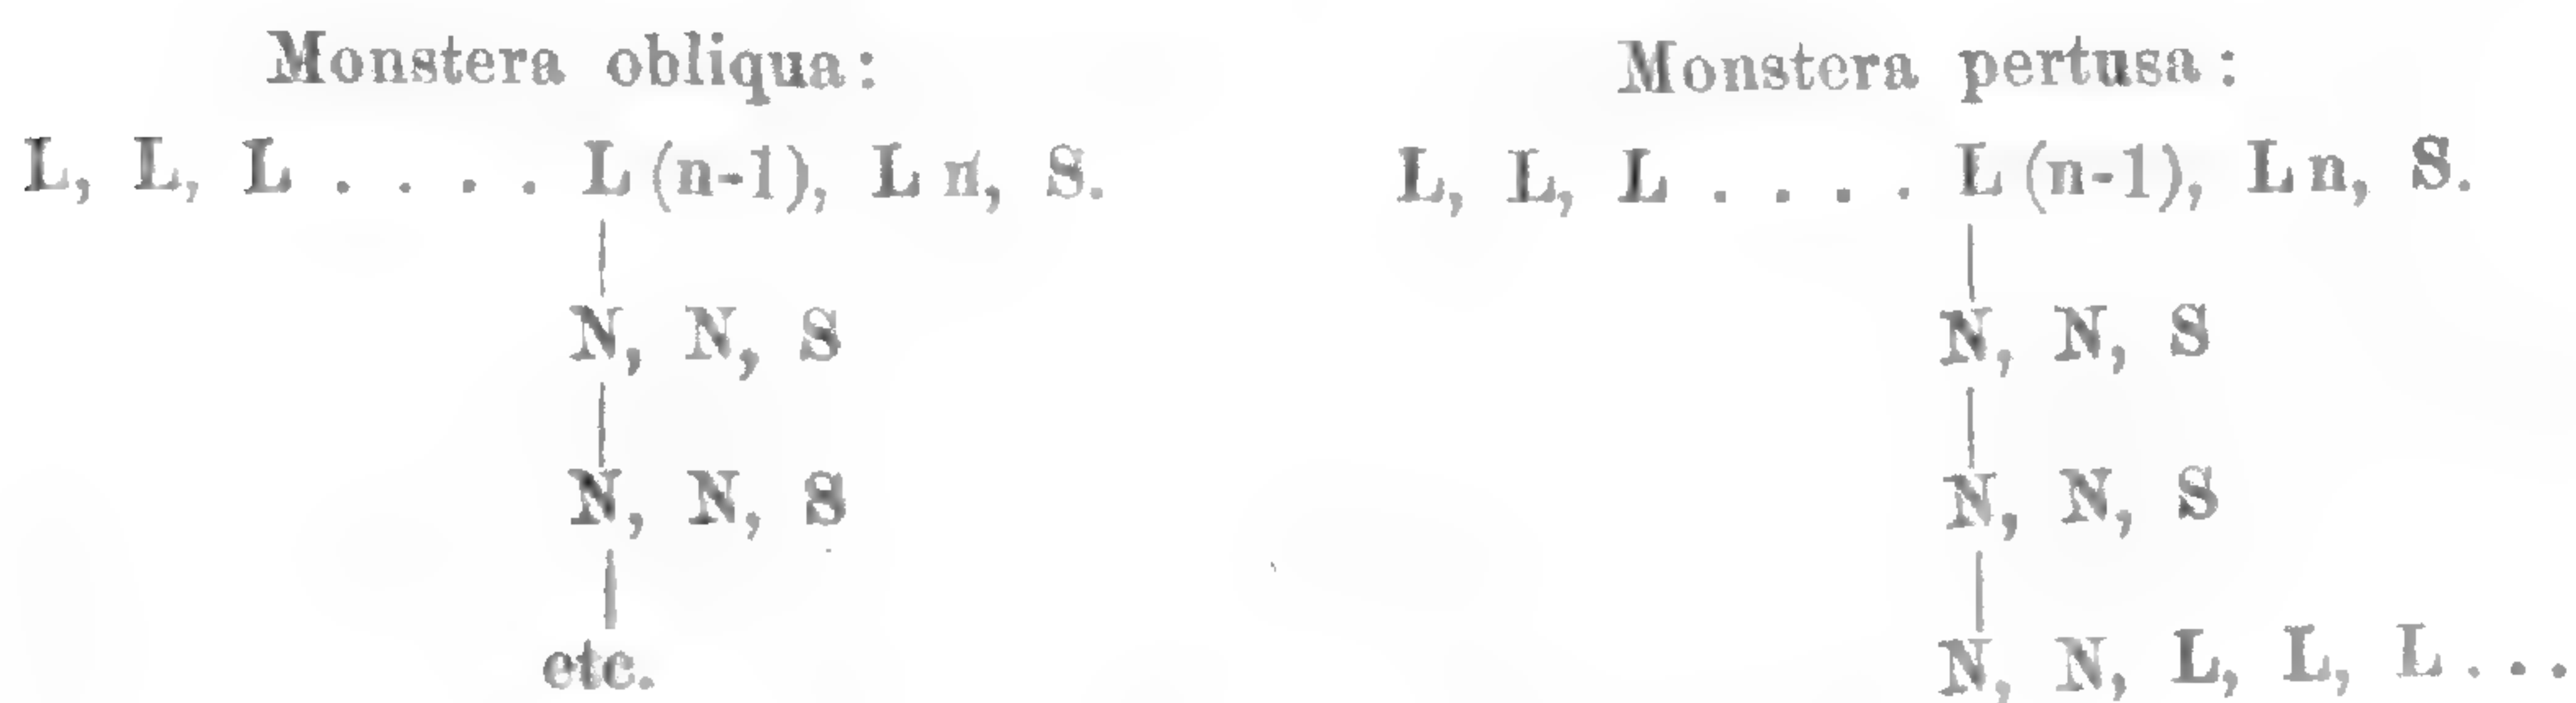 Monstera obliqua:
L, L, L . . . . L (n-1), L n, S.
N, N, S
N, N, S
etc.
Monstera pertusa:
L, L, L . . . . L (n-1), L n, S.
N, N, S
N, N, S
N, N, L, L, L . . .